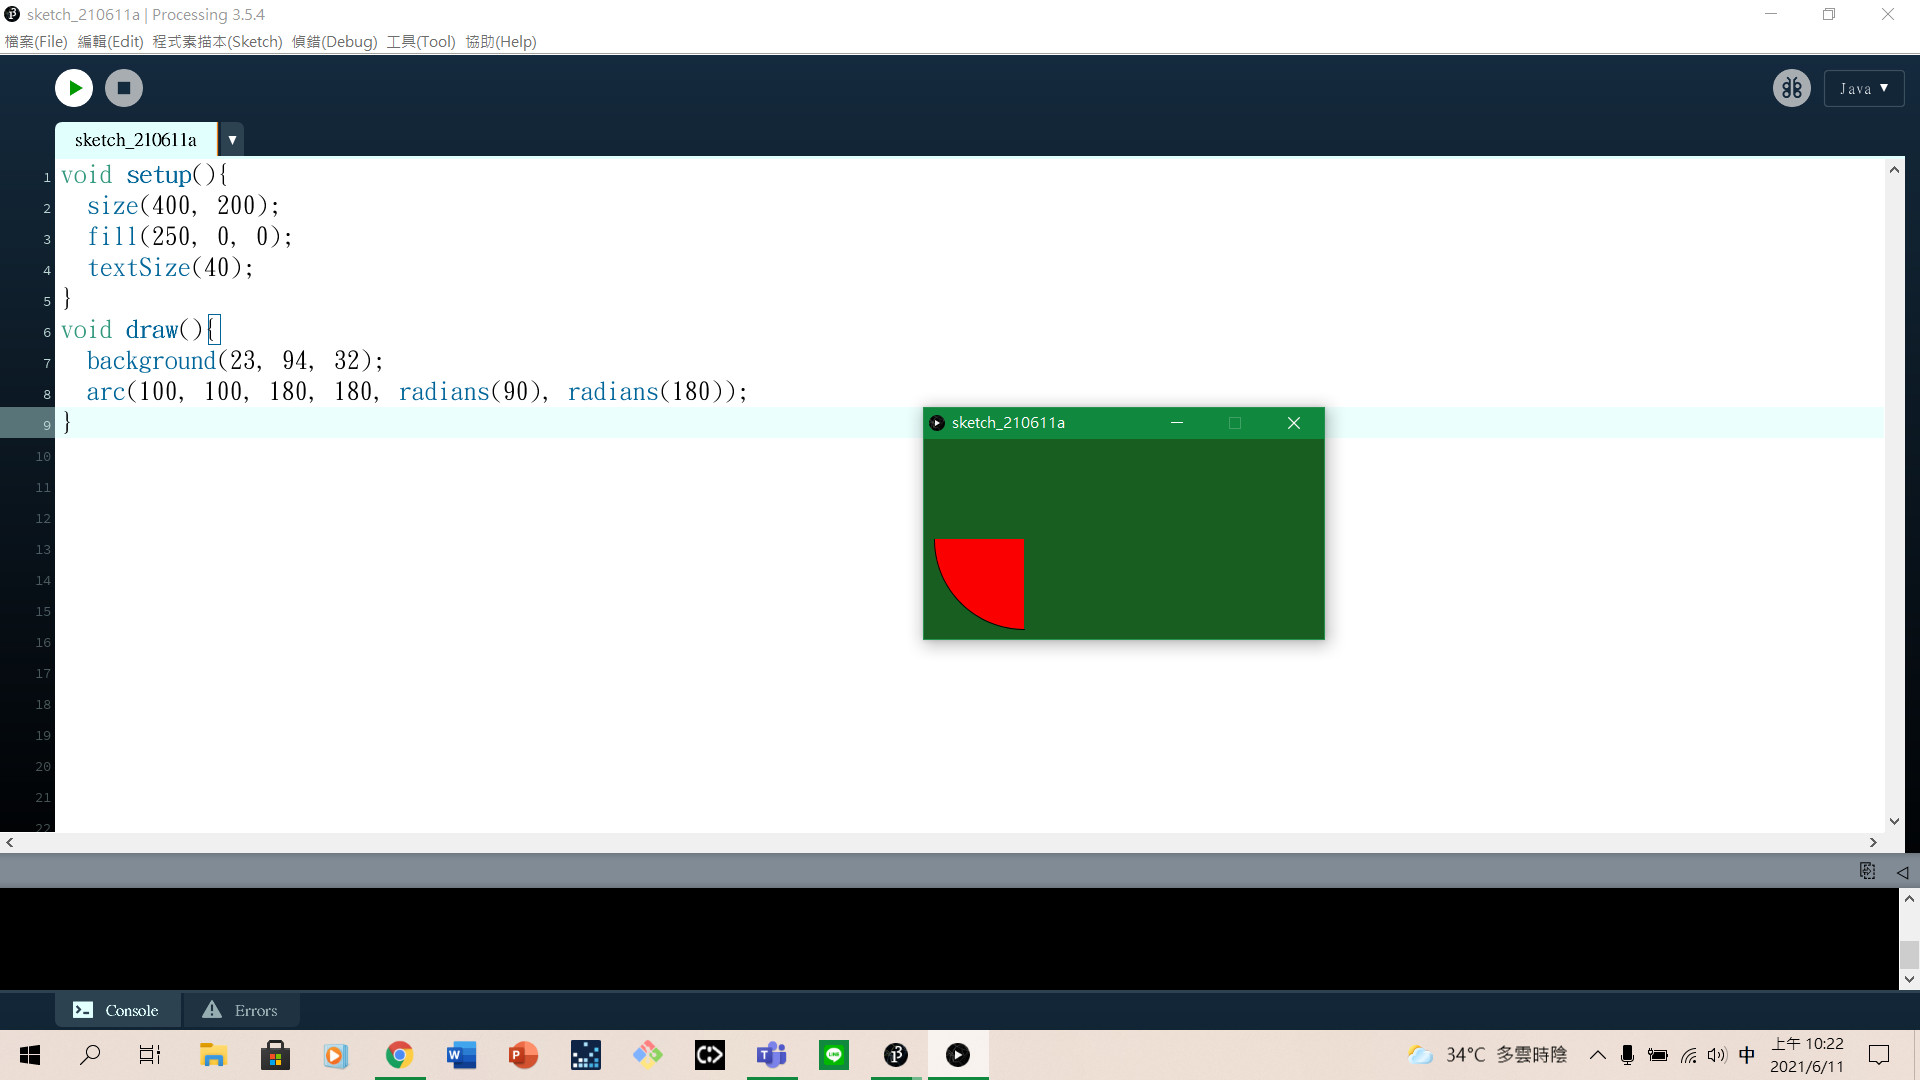 sketch_210611a | Processing 3.5.4
檔案(File) 編輯(Edit) 程式素描本(Sketch) 偵錯(Debug) 工具(Tool) 協助(Help)
Java ▼
sketch_210611a ▼
1 void setup(){
2 size(400, 200);
3 fill(250, 0, 0);
4 textSize(40);
5 }
6 void draw(){
7 background(23, 94, 32);
8 arc(100, 100, 180, 180, radians(90), radians(180));
9 }
10
11
12
13
14
15
16
17
18
19
20
21
22
sketch_210611a
Console Errors
34°C 多雲時陰 中 上午 10:22
2021/6/11